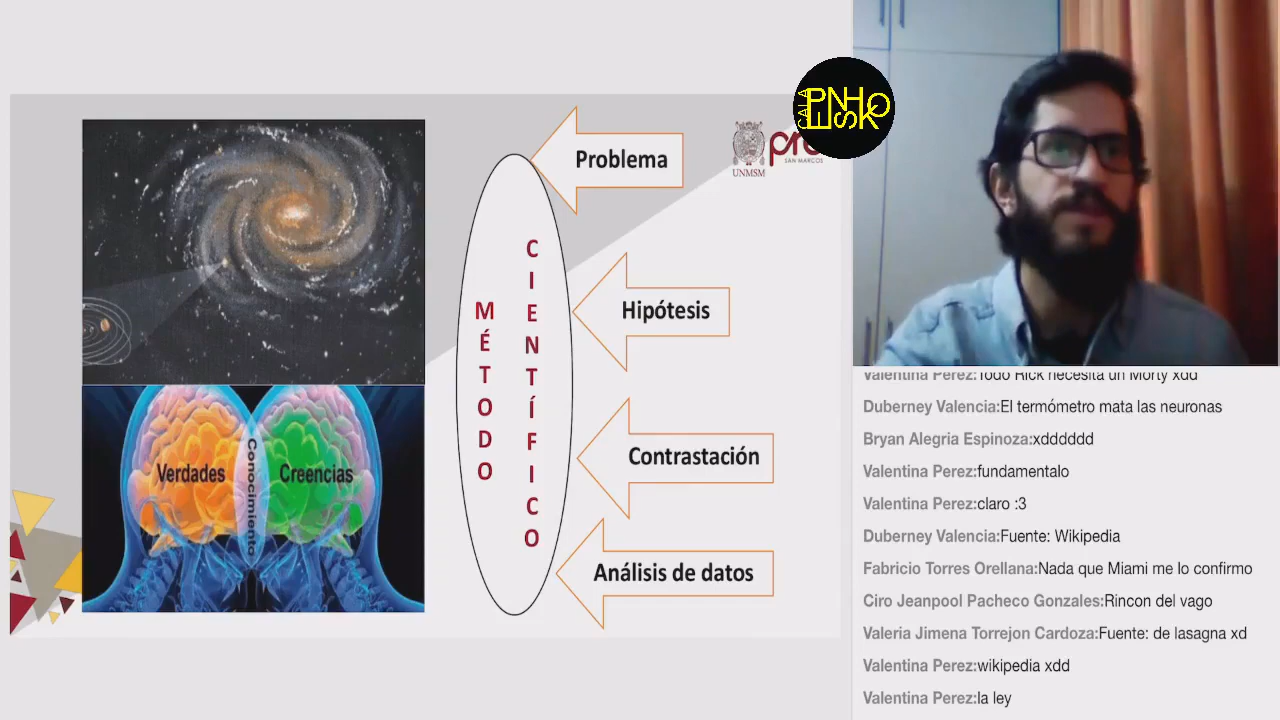 Problema
Hipótesis
Contrastación
Análisis de datos
MÉTODO
CIENTÍFICO
Verdades
Conocimiento
Creencias
UNMSM
pre
SAN MARCOS
Valentina Perez:Todo Rick necesita un Morty xdd
Duberney Valencia:El termómetro mata las neuronas
Bryan Alegria Espinoza:xdddddd
Valentina Perez:fundamentalo
Valentina Perez:claro :3
Duberney Valencia:Fuente: Wikipedia
Fabricio Torres Orellana:Nada que Miami me lo confirmo
Ciro Jeanpool Pacheco Gonzales:Rincon del vago
Valeria Jimena Torrejon Cardoza:Fuente: de lasagna xd
Valentina Perez:wikipedia xdd
Valentina Perez:la ley